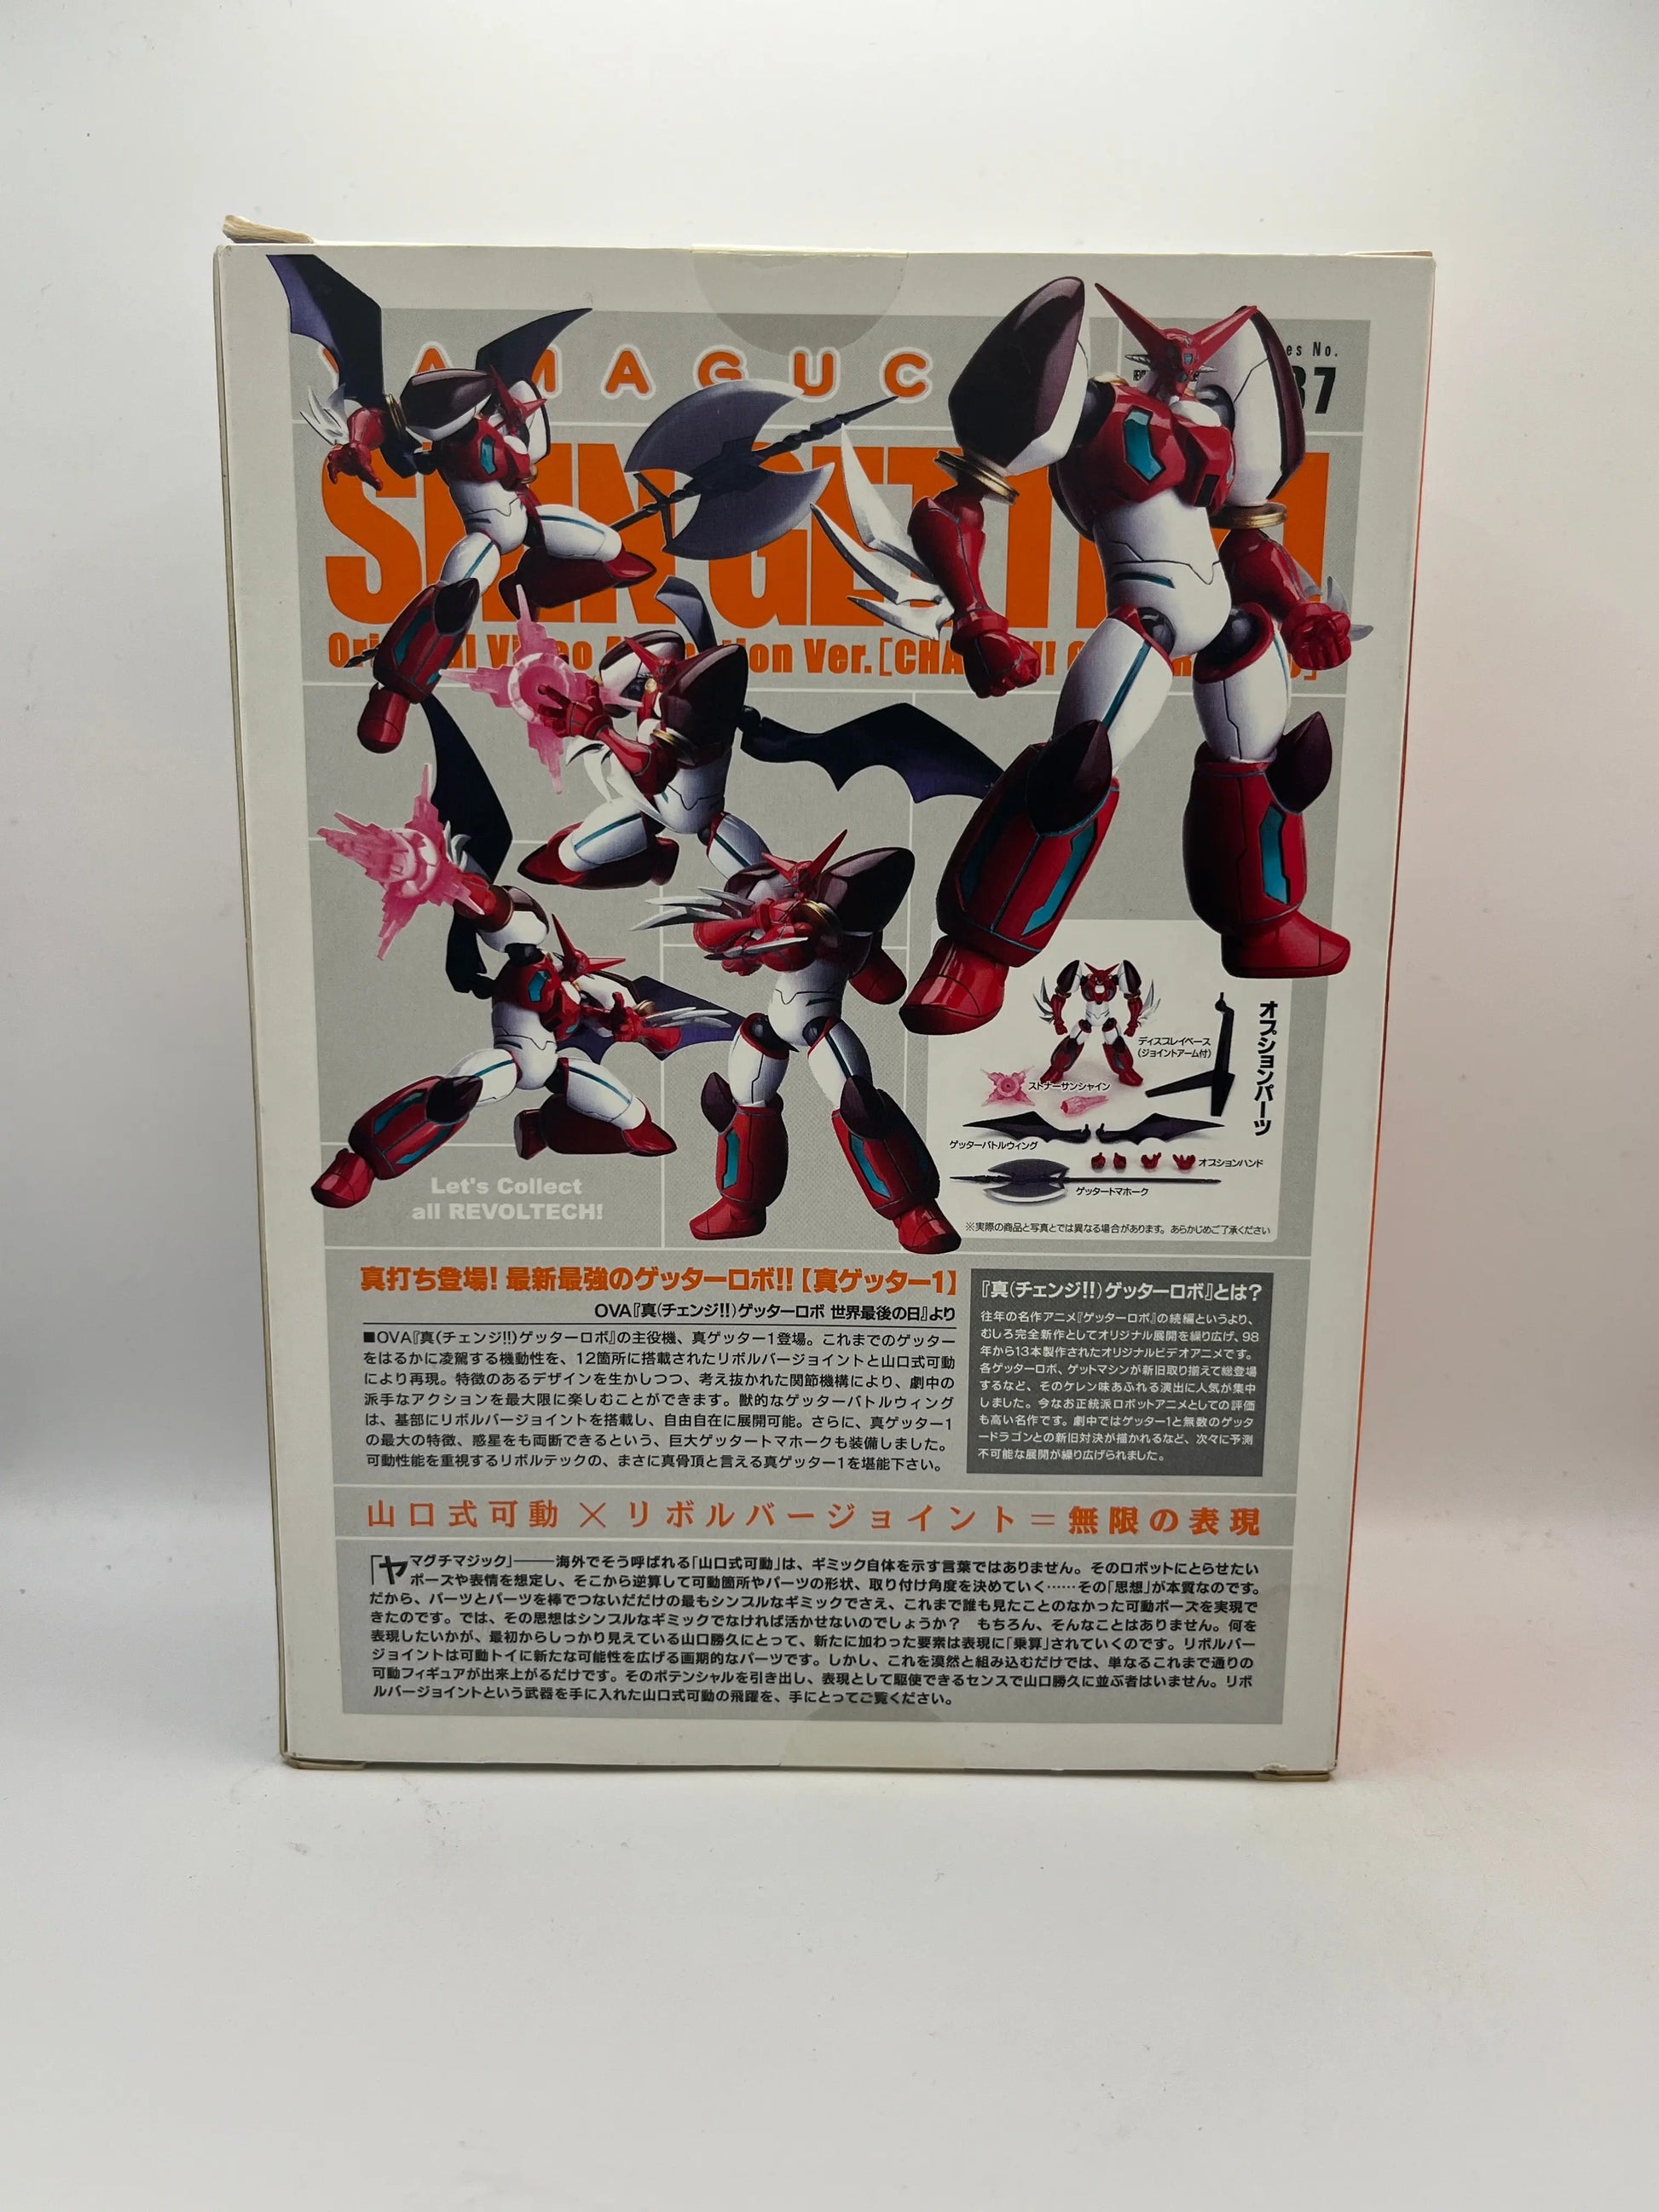 YAMAGUC
es No.
37
SHIN GETTER 1
Original Video Animation Ver.[CHA
Let's Collect
all REVOLTECH!
オプションパーツ
ディスプレイベース
(ジョイントアーム付)
ストナーサンシャイン
ゲッターバトルウィング
オプションハンド
ゲッタートマホーク
※実際の商品と写真とでは異なる場合があります。あらかじめご了承ください
真打ち登場!最新最強のゲッターロボ!!【真ゲッター1】
OVA『真(チェンジ!!)ゲッターロボ 世界最後の日』より
■OVA『真(チェンジ!!)ゲッターロボ』の主役機、真ゲッター1登場。これまでのゲッター
をはるかに凌駕する機動性を、12箇所に搭載されたリボルバージョイントと山口式可動
により再現。特徴のあるデザインを生かしつつ、考え抜かれた関節機構により、劇中の
派手なアクションを最大限に楽しむことができます。獣的なゲッターバトルウィング
は、基部にリボルバージョイントを搭載し、自由自在に展開可能。さらに、真ゲッター1
の最大の特徴、惑星をも両断できるという、巨大ゲッタートマホークも装備しました。
可動性能を重視するリボルテックの、まさに真骨頂と言える真ゲッター1を堪能下さい。
『真(チェンジ!!)ゲッターロボ』とは?
往年の名作アニメ『ゲッターロボ』の続編というより、
むしろ完全新作としてオリジナル展開を繰り広げ、98
年から13本製作されたオリジナルビデオアニメです。
各ゲッターロボ、ゲットマシンが新旧取り揃えて総登場
するなど、そのケレン味あふれる演出に人気が集中
しました。今なお正統派ロボットアニメとしての評価
も高い名作です。劇中ではゲッター1と無数のゲッタ
ードラゴンとの新旧対決が描かれるなど、次々に予測
不可能な展開が繰り広げられました。
山口式可動×リボルバージョイント=無限の表現
「ヤマグチマジック」――海外でそう呼ばれる「山口式可動」は、ギミック自体を示す言葉ではありません。そのロボットにとらせたい
ポーズや表情を想定し、そこから逆算して可動箇所やパーツの形状、取り付け角度を決めていく……その「思想」が本質なのです。
だから、パーツとパーツを棒でつないだだけの最もシンプルなギミックでさえ、これまで誰も見たことのなかった可動ポーズを実現で
きたのです。では、その思想はシンプルなギミックでなければ活かせないのでしょうか? もちろん、そんなことはありません。何を
表現したいかが、最初からしっかり見えている山口勝久にとって、新たに加わった要素は表現に「乗算」されていくのです。リボルバー
ジョイントは可動トイに新たな可能性を広げる画期的なパーツです。しかし、これを漠然と組み込むだけでは、単なるこれまで通りの
可動フィギュアが出来上がるだけです。そのポテンシャルを引き出し、表現として駆使できるセンスで山口勝久に並ぶ者はいません。リボ
ルバージョイントという武器を手に入れた山口式可動の飛躍を、手にとってご覧ください。